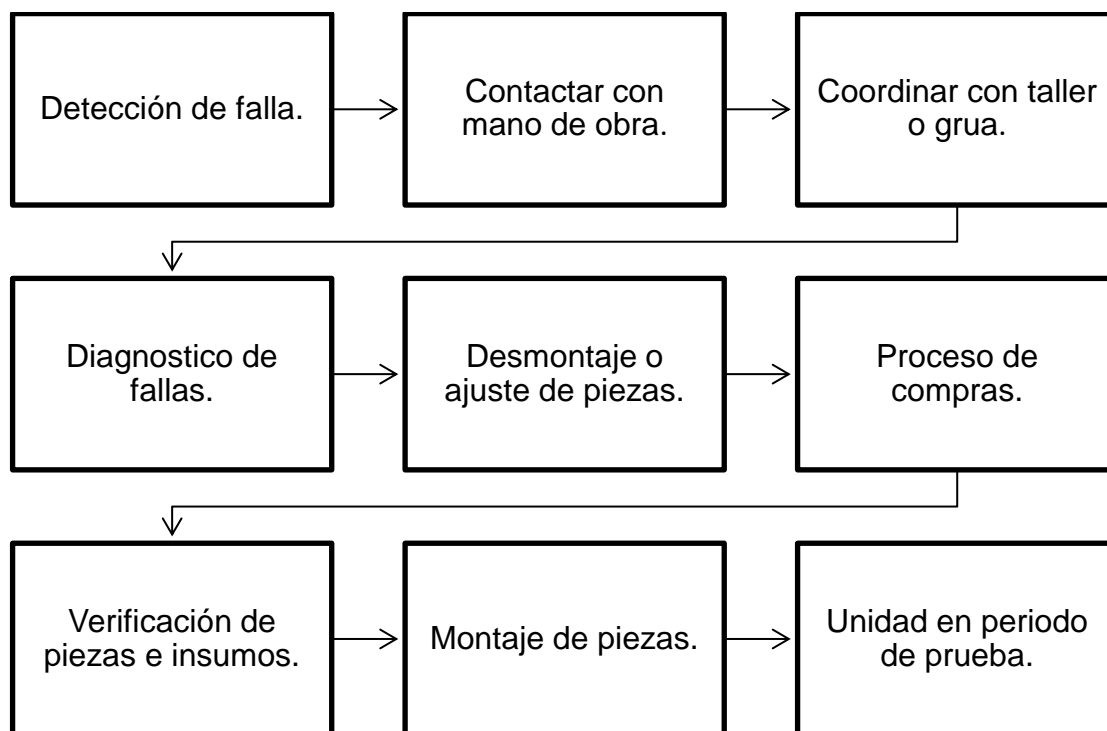 Detección de falla.
Contactar con
mano de obra.
Coordinar con taller
o grua.
Diagnostico de
fallas.
Desmontaje o
ajuste de piezas.
Proceso de
compras.
Verificación de
piezas e insumos.
Montaje de piezas.
Unidad en periodo
de prueba.